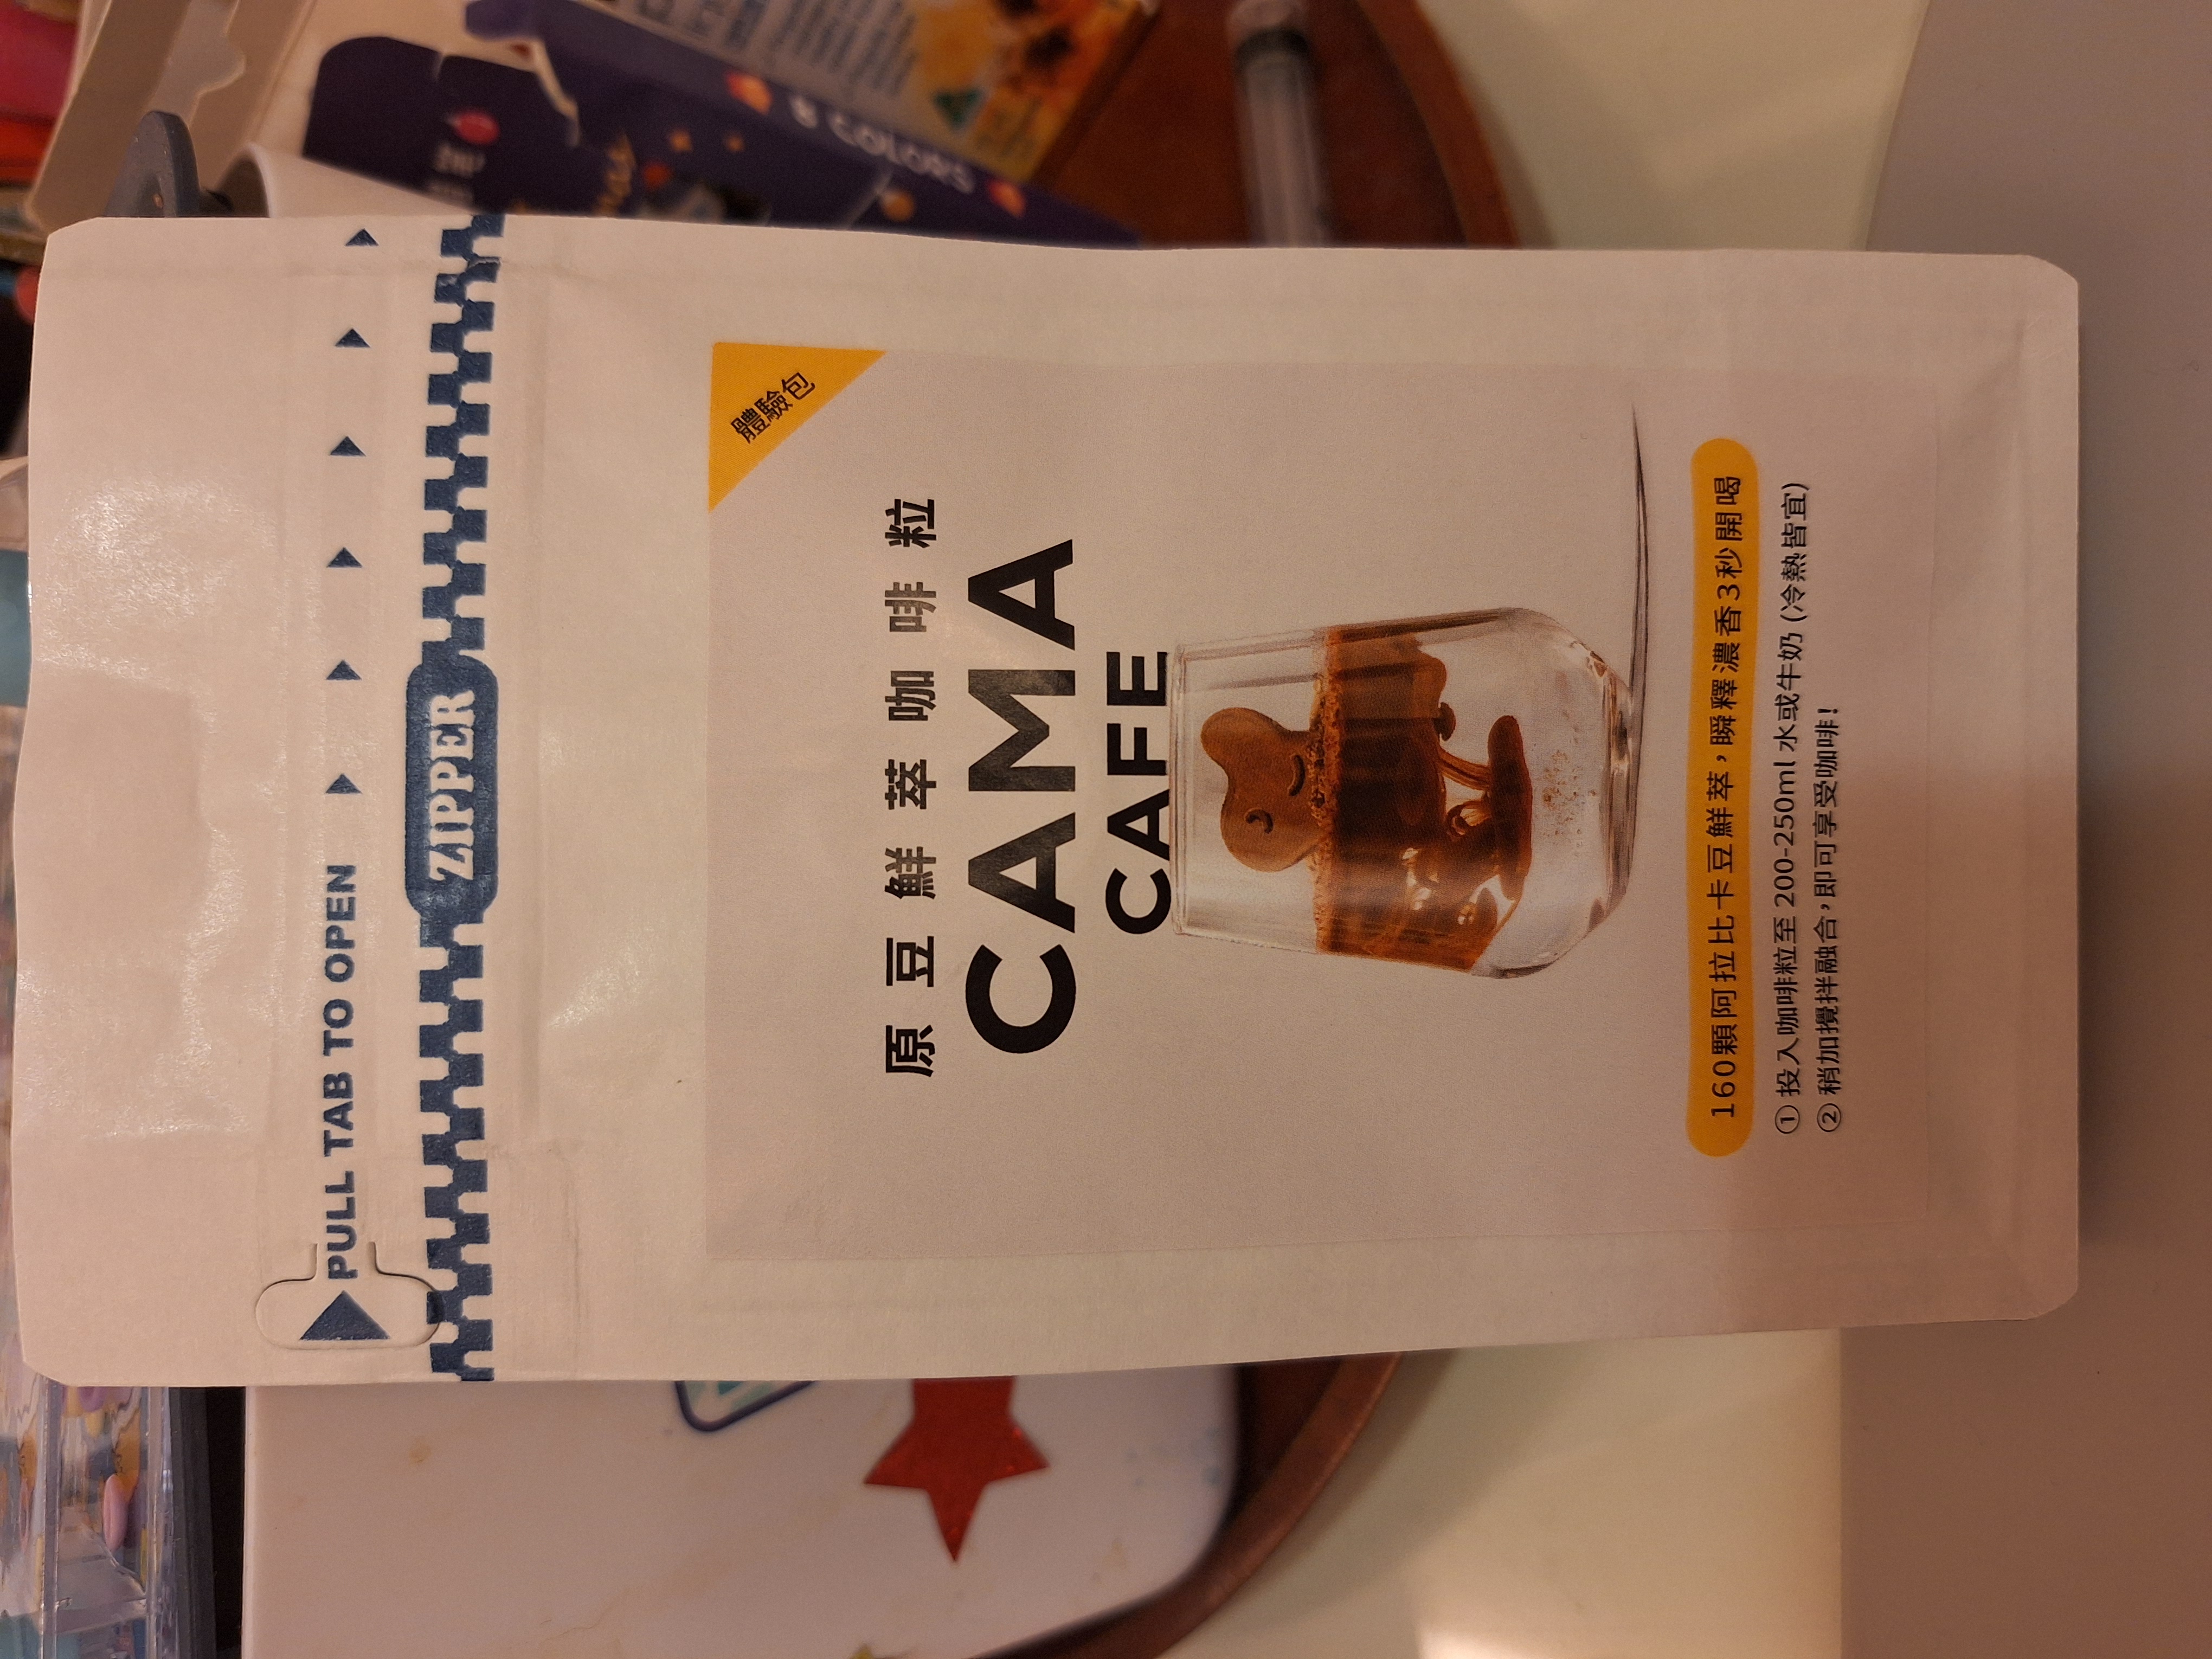 PULL TAB TO OPEN
ZIPPER
體驗包
原豆鮮萃咖啡粒
CAMA
CAFE
160顆阿拉比卡豆鮮萃,瞬釋濃香3秒開喝
① 投入咖啡粒至 200-250ml 水或牛奶 (冷熱皆宜)
② 稍加攪拌融合,即可享受咖啡!
8 COLORS